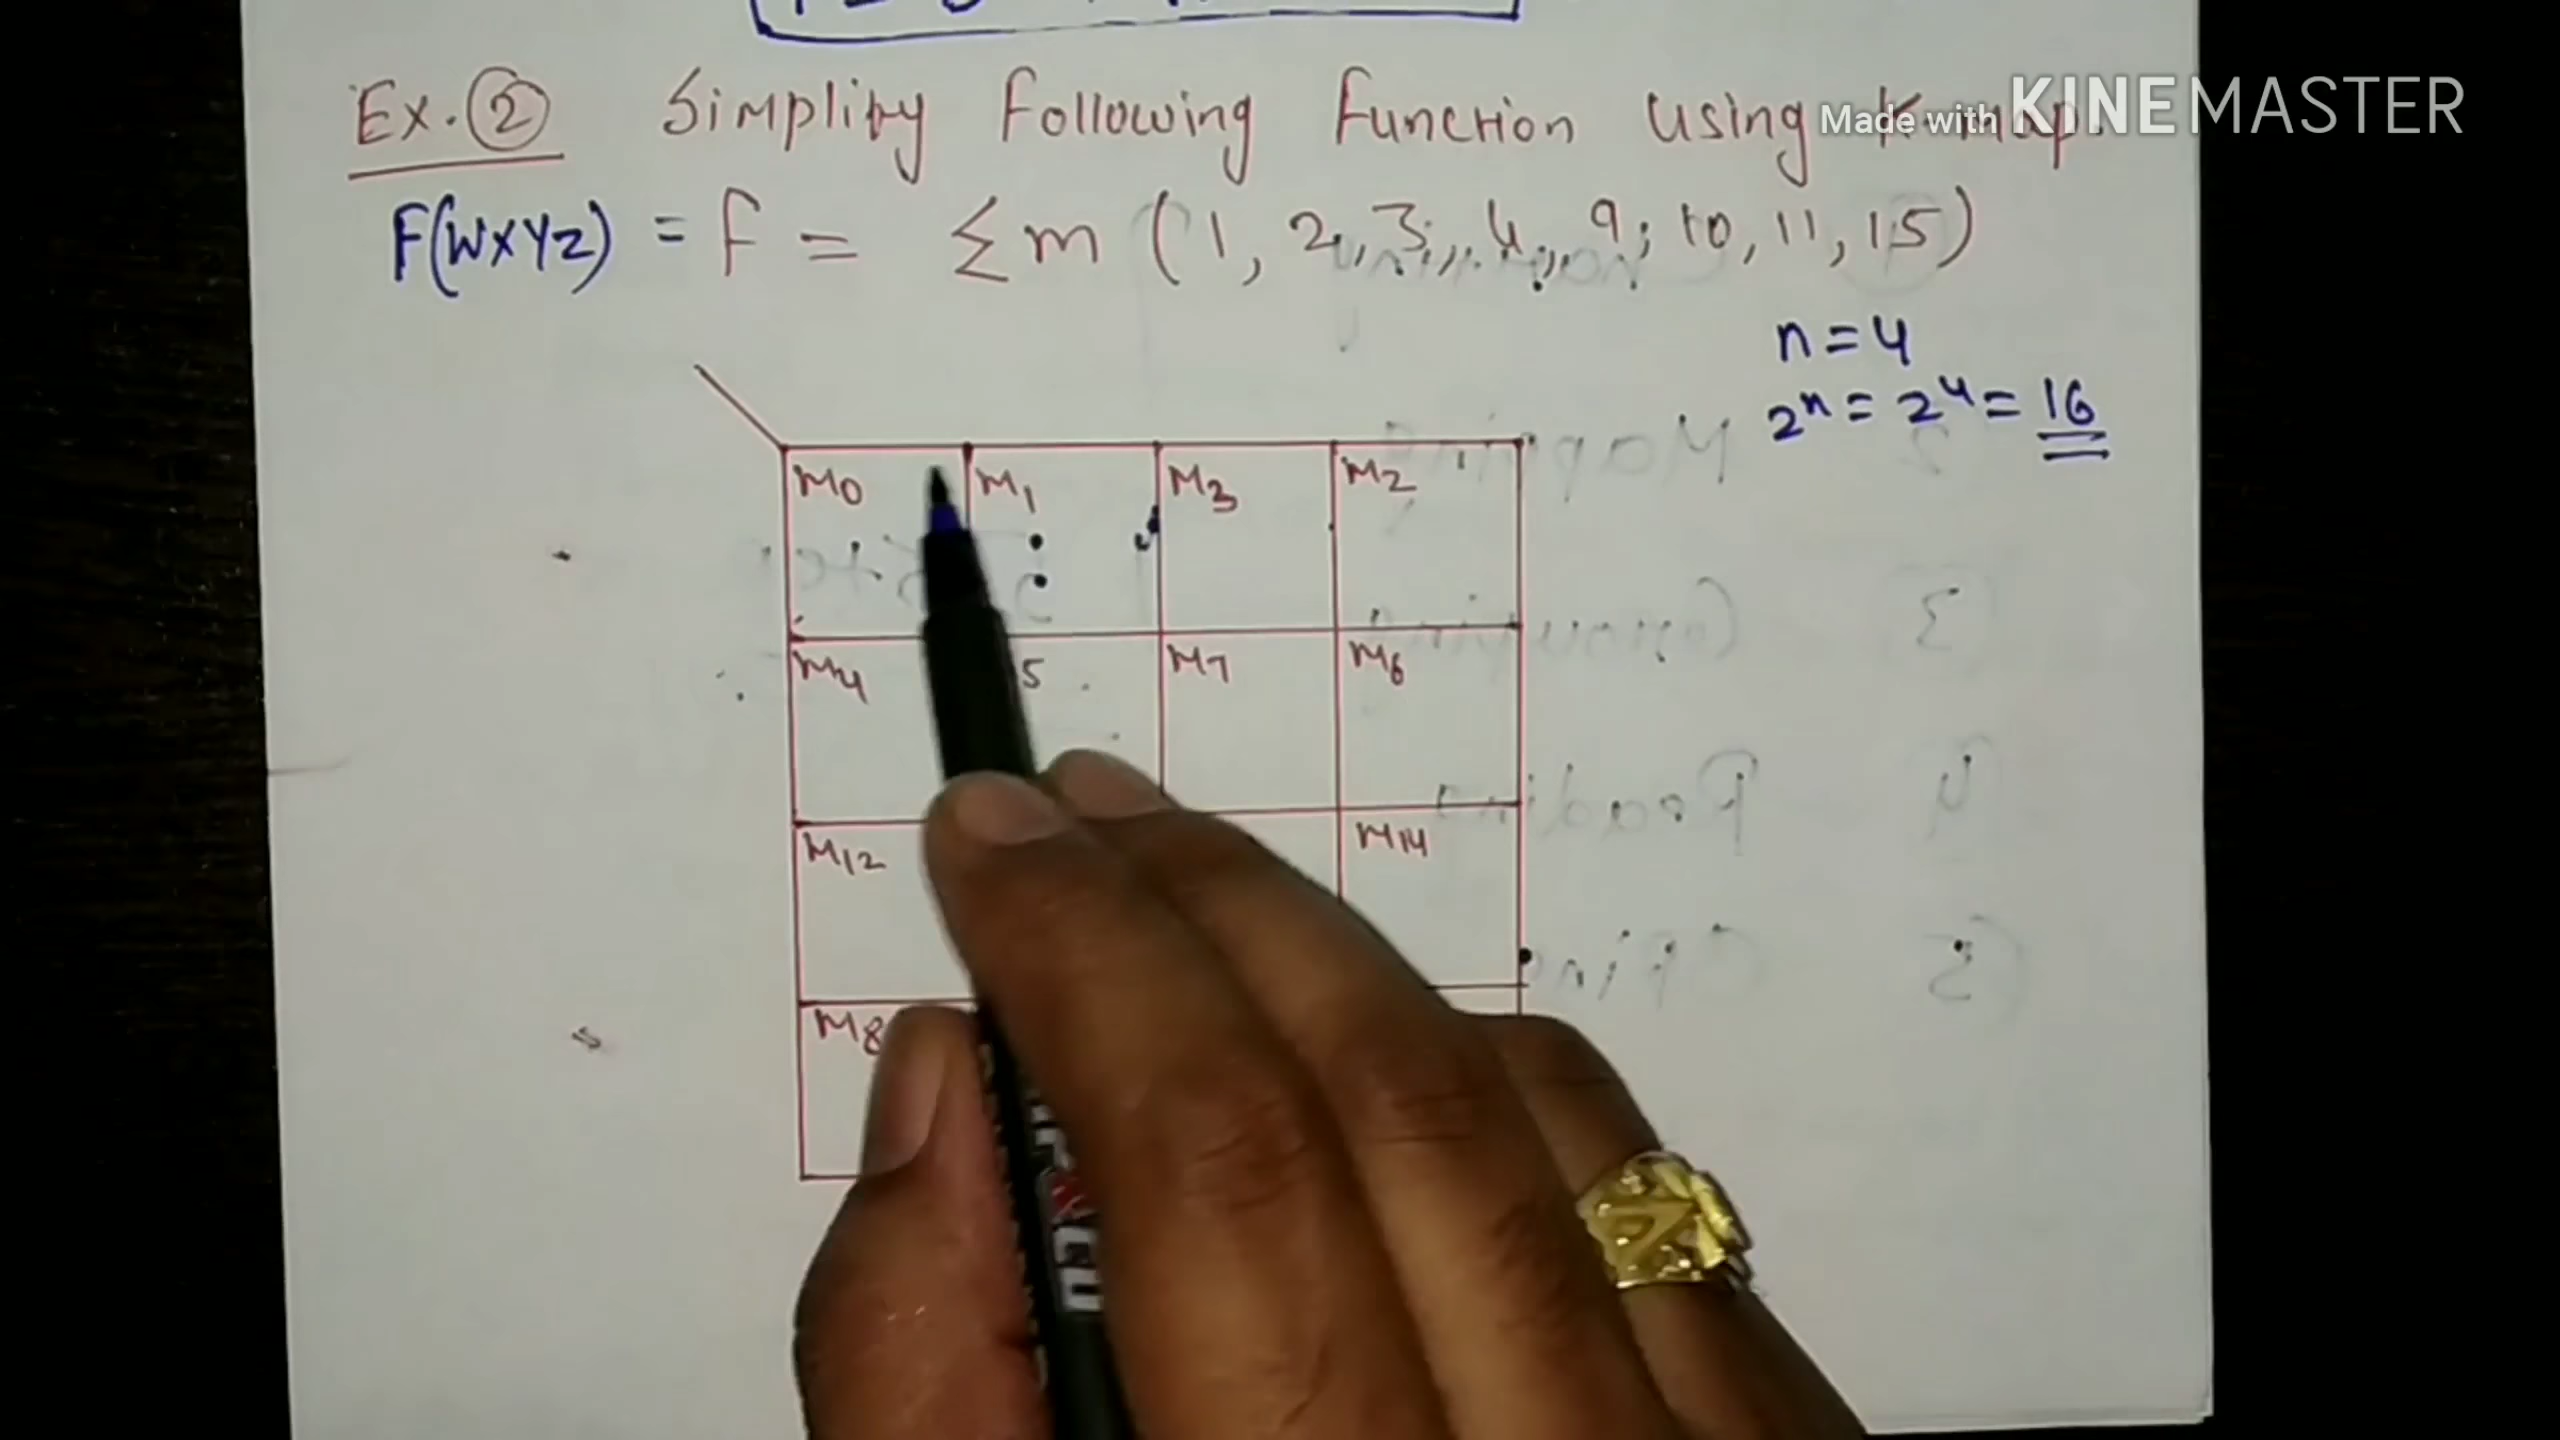 Ex. 2 Simplify Following Function Using K-map.
Made with KINEMASTER
F(WXYZ) = F = Σm (1, 2, 3, 4, 9, 10, 11, 15)
n = 4
2ⁿ = 2⁴ = 16
M0 M1 M3 M2
M4 5 M7 M6
M12 M14
M8